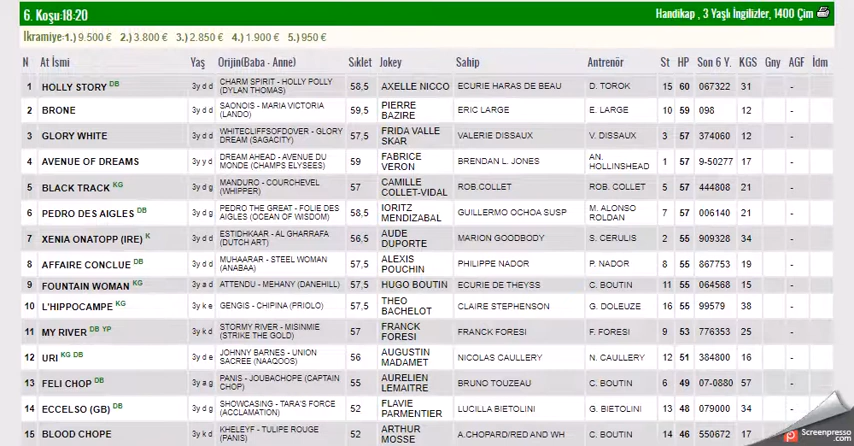 6. Koşu:18:20 Handikap , 3 Yaşlı İngilizler, 1400 Çim
İkramiye:1.) 9.500 € 2.) 3.800 € 3.) 2.850 € 4.) 1.900 € 5.) 950 €
N At İsmi Yaş Orijin(Baba - Anne) Sıklet Jokey Sahip Antrenör St HP Son 6 Y. KGS Gny AGF İdm
1 HOLLY STORY DB 3y d d CHARM SPIRIT - HOLLY POLLY (DYLAN THOMAS) 58,5 AXELLE NICCO ECURIE HARAS DE BEAU D. TOROK 15 60 067322 31 -
2 BRONE 3y d d SAONOIS - MARIA VICTORIA (LANDO) 59,5 PIERRE BAZIRE ERIC LARGE E. LARGE 10 59 098 12 -
3 GLORY WHITE 3y d d WHITECLIFFSOFDOVER - GLORY DREAM (SAGACITY) 57,5 FRIDA VALLE SKAR VALERIE DISSAUX V. DISSAUX 3 57 374060 12 -
4 AVENUE OF DREAMS 3y y d DREAM AHEAD - AVENUE DU MONDE (CHAMPS ELYSEES) 59 FABRICE VERON BRENDAN L. JONES AN. HOLLINSHEAD 1 57 9-50277 17 -
5 BLACK TRACK KG 3y d g MANDURO - COURCHEVEL (WHIPPER) 57 CAMILLE COLLET-VIDAL ROB.COLLET ROB. COLLET 5 57 444808 21 -
6 PEDRO DES AIGLES DB 3y d g PEDRO THE GREAT - FOLIE DES AIGLES (OCEAN OF WISDOM) 58,5 IORITZ MENDIZABAL GUILLERMO OCHOA SUSP M. ALONSO ROLDAN 7 57 006140 21 -
7 XENIA ONATOPP (IRE) K 3y d d ESTIDHKAAR - AL GHARRAFA (DUTCH ART) 56,5 AUDE DUPORTE MARION GOODBODY S. CERULIS 2 55 909328 34 -
8 AFFAIRE CONCLUE DB 3y d d MUHAARAR - STEEL WOMAN (ANABAA) 57,5 ALEXIS POUCHIN PHILIPPE NADOR P. NADOR 8 55 867753 19 -
9 FOUNTAIN WOMAN KG 3y a d ATTENDU - MEHANY (DANEHILL) 57,5 HUGO BOUTIN ECURIE DE THEYSS C. BOUTIN 11 55 064568 15 -
10 L'HIPPOCAMPE KG 3y k e GENGIS - CHIPINA (PRIOLO) 57,5 THEO BACHELOT CLAIRE STEPHENSON G. DOLEUZE 16 55 99579 38 -
11 MY RIVER DB YP 3y k d STORMY RIVER - MISINMIE (STRIKE THE GOLD) 57 FRANCK FORESI FRANCK FORESI F. FORESI 9 53 776353 25 -
12 URI KG DB 3y d e JOHNNY BARNES - UNION SACREE (NAAQOOS) 56 AUGUSTIN MADAMET NICOLAS CAULLERY N. CAULLERY 12 51 384800 16 -
13 FELI CHOP DB 3y a g PANIS - JOUBACHOPE (CAPTAIN CHOP) 55 AURELIEN LEMAITRE BRUNO TOUZEAU C. BOUTIN 6 49 07-0880 57 -
14 ECCELSO (GB) DB 3y d g SHOWCASING - TARA'S FORCE (ACCLAMATION) 52 FLAVIE PARMENTIER LUCILLA BIETOLINI G. BIETOLINI 13 48 079000 34 -
15 BLOOD CHOPE 3y k d KHELEYF - TULIPE ROUGE (PANIS) 52 ARTHUR MOSSE A.CHOPARD/RED AND WH C. BOUTIN 14 46 550672 17 -
Screenpresso.com